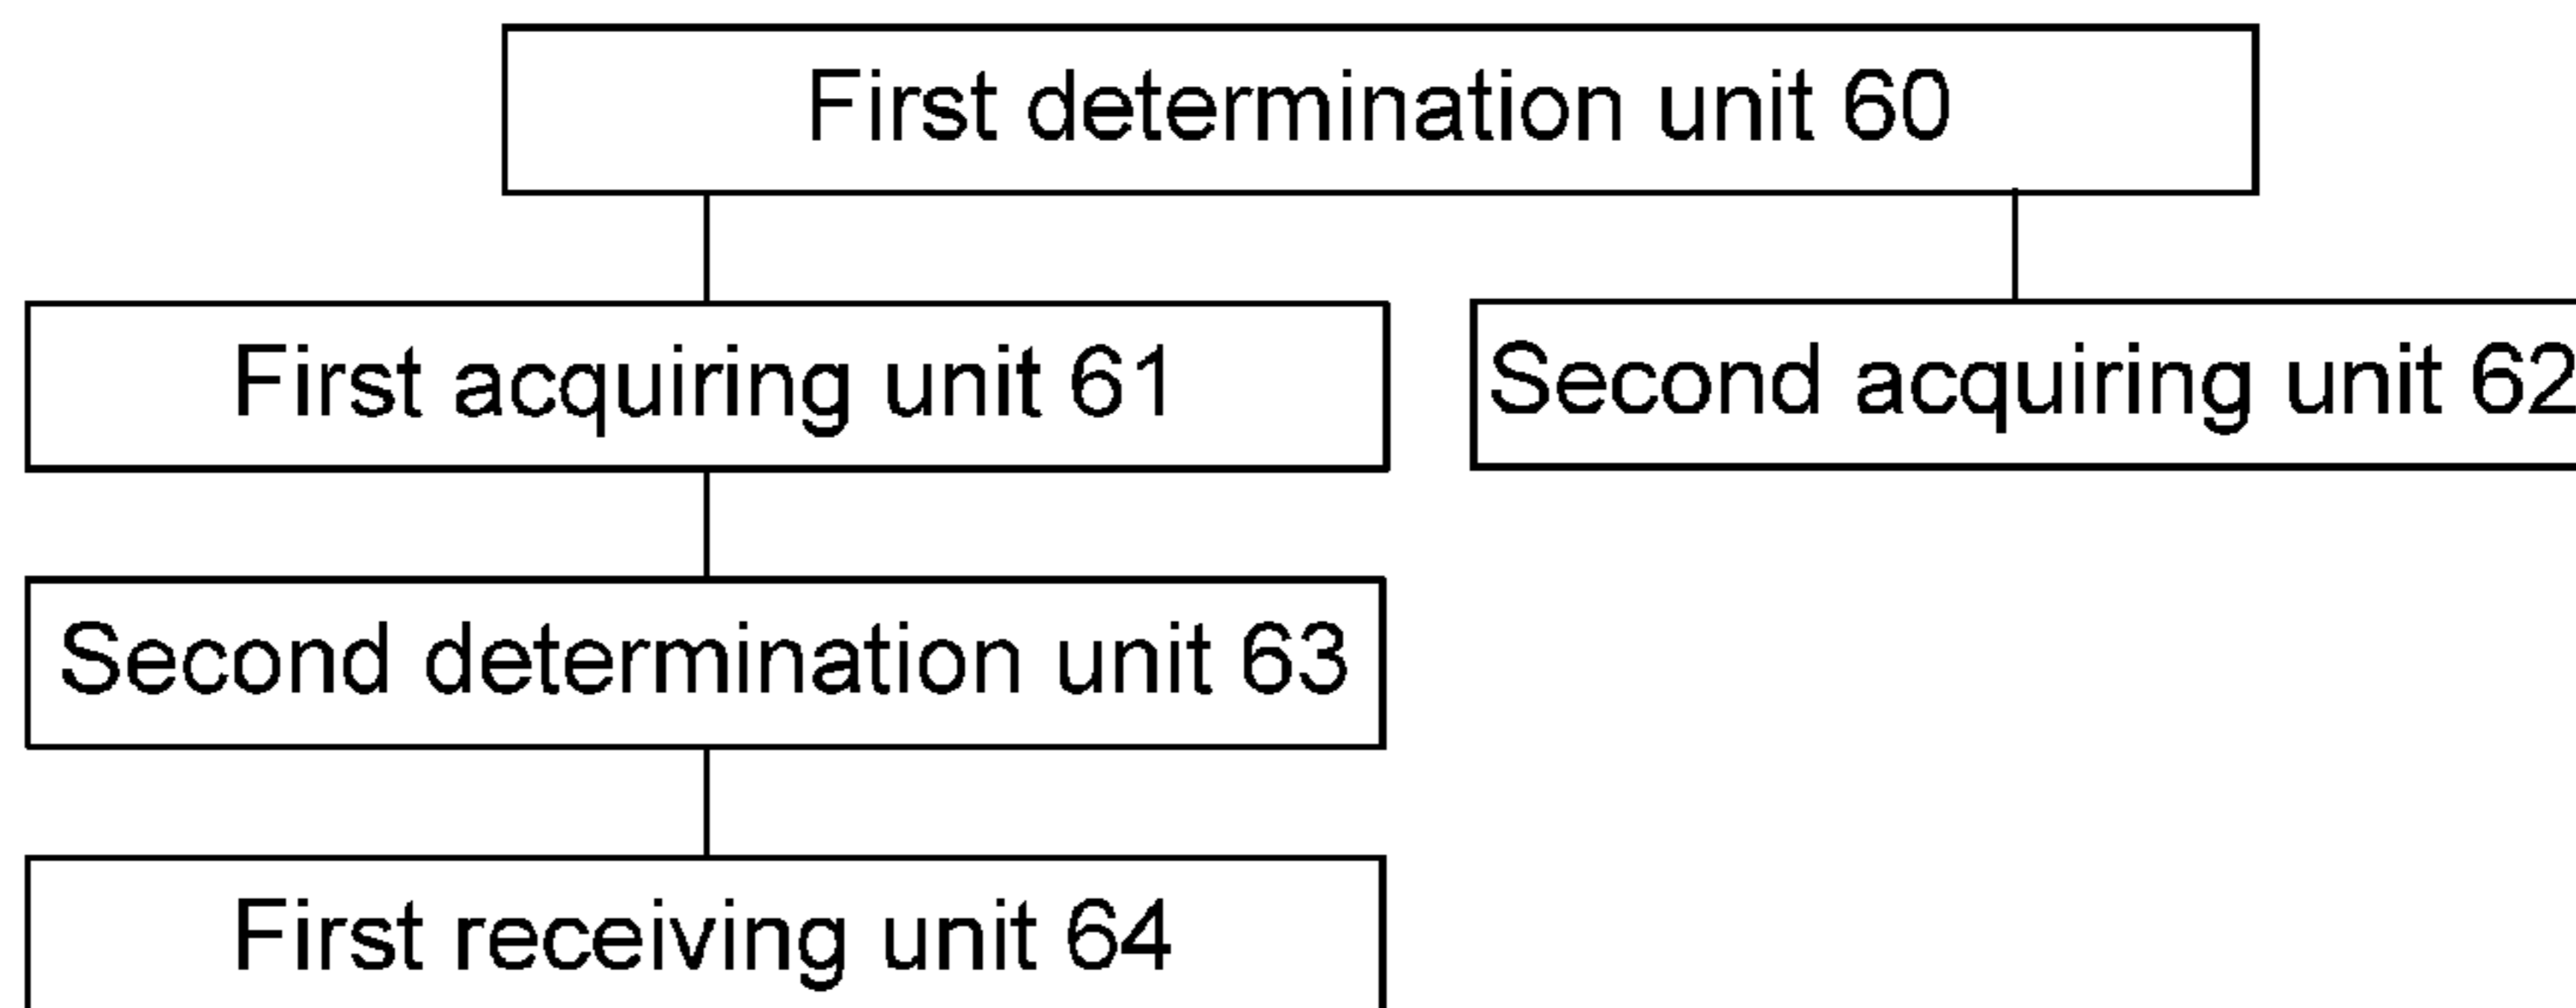 First determination unit 60
First acquiring unit 61
Second acquiring unit 62
Second determination unit 63
First receiving unit 64